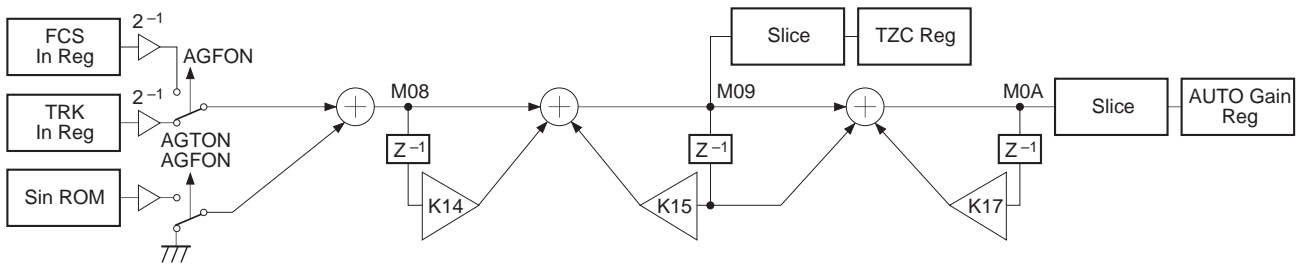 FCS
In Reg
2⁻¹
AGFON
TRK
In Reg
2⁻¹
AGTON
AGFON
Sin ROM
M08
Z⁻¹
K14
Slice
TZC Reg
M09
Z⁻¹
K15
M0A
Z⁻¹
K17
Slice
AUTO Gain
Reg